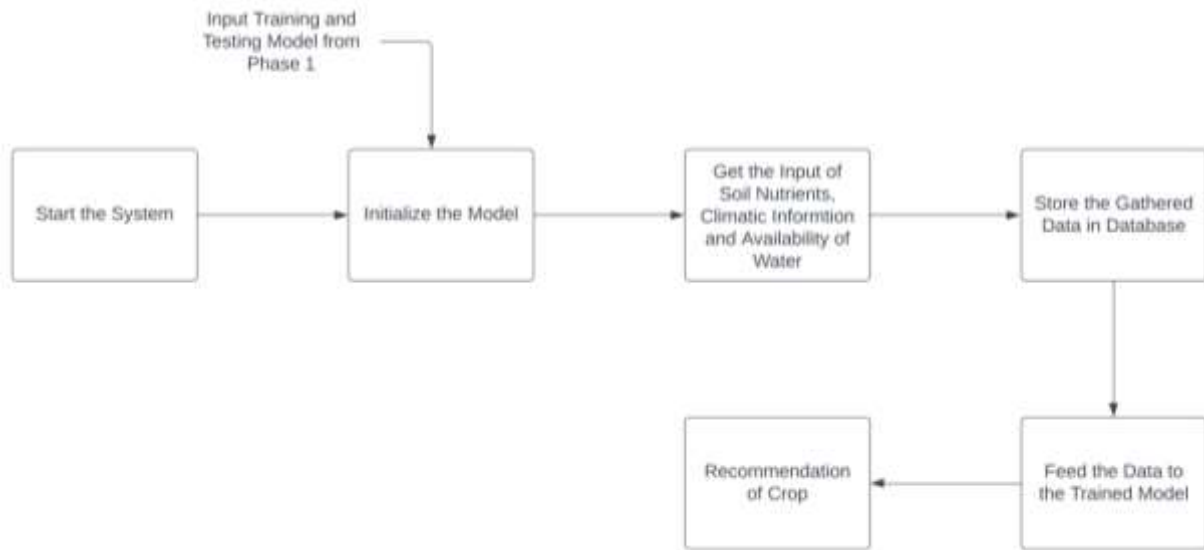 Input Training and
Testing Model from
Phase 1
Start the System
Initialize the Model
Get the Input of
Soil Nutrients,
Climatic Informtion
and Availability of
Water
Store the Gathered
Data in Database
Recommendation
of Crop
Feed the Data to
the Trained Model